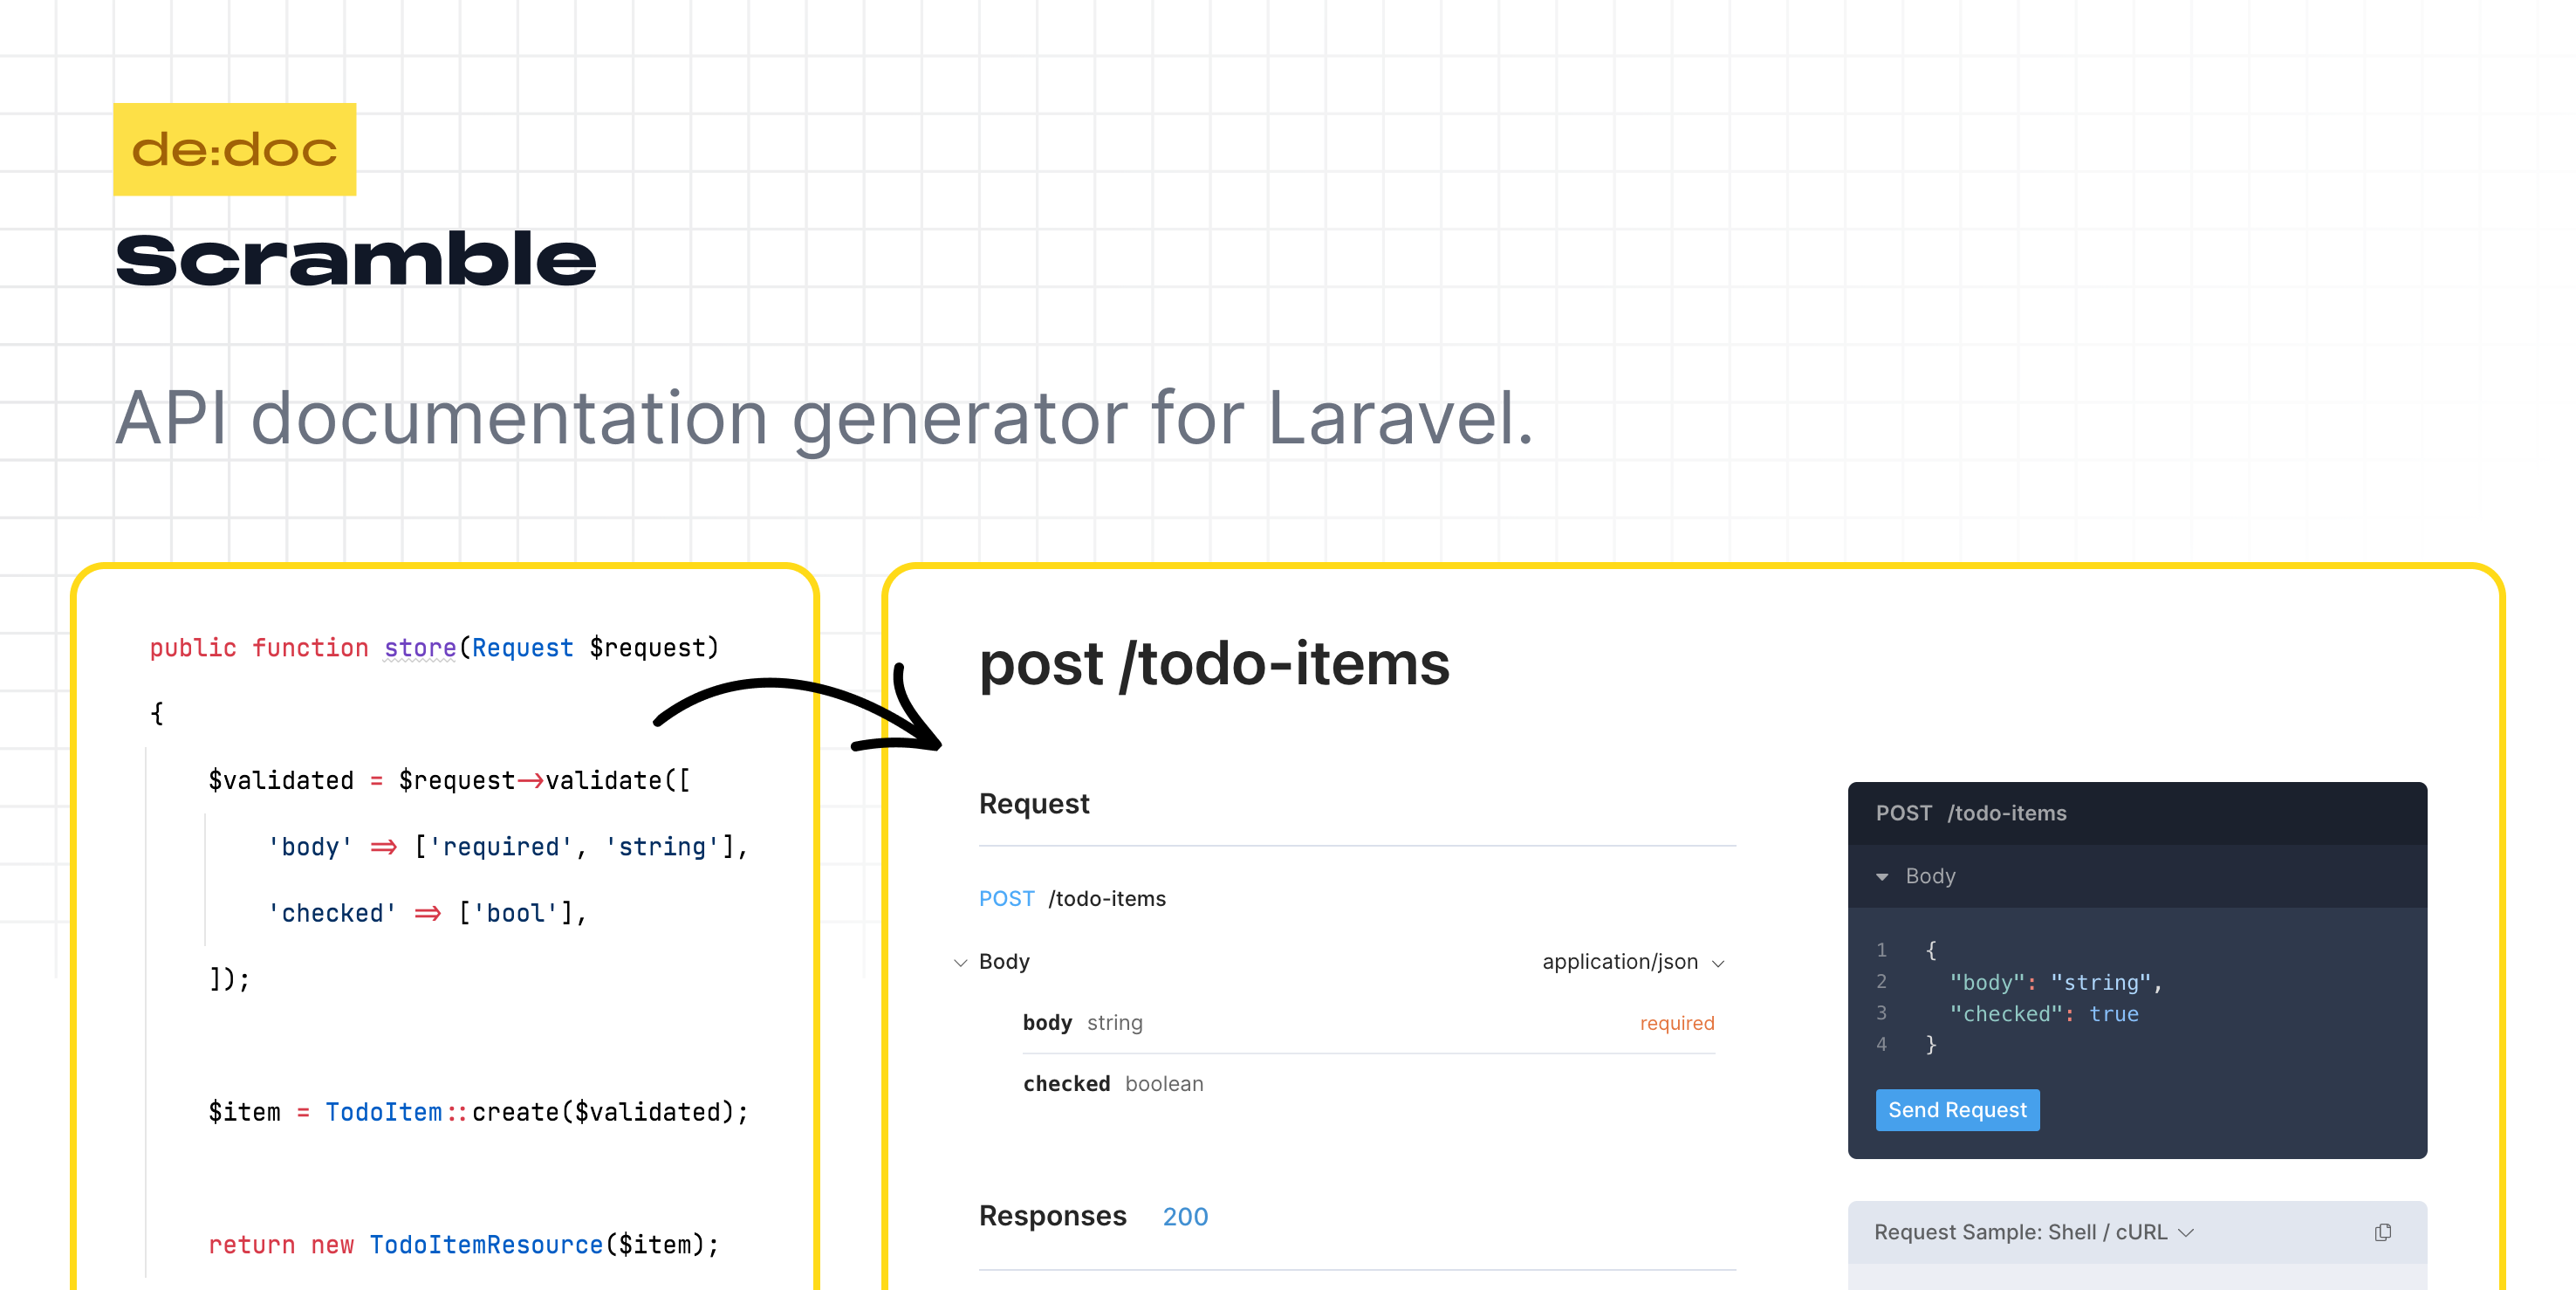 de:doc
Scramble
API documentation generator for Laravel.
public function store(Request $request)
{
$validated = $request->validate([
'body' => ['required', 'string'],
'checked' => ['bool'],
]);
$item = TodoItem::create($validated);
return new TodoItemResource($item);
post /todo-items
Request
POST /todo-items
Body application/json
body string required
checked boolean
Responses 200
POST /todo-items
Body
1 {
2 "body": "string",
3 "checked": true
4 }
Send Request
Request Sample: Shell / cURL